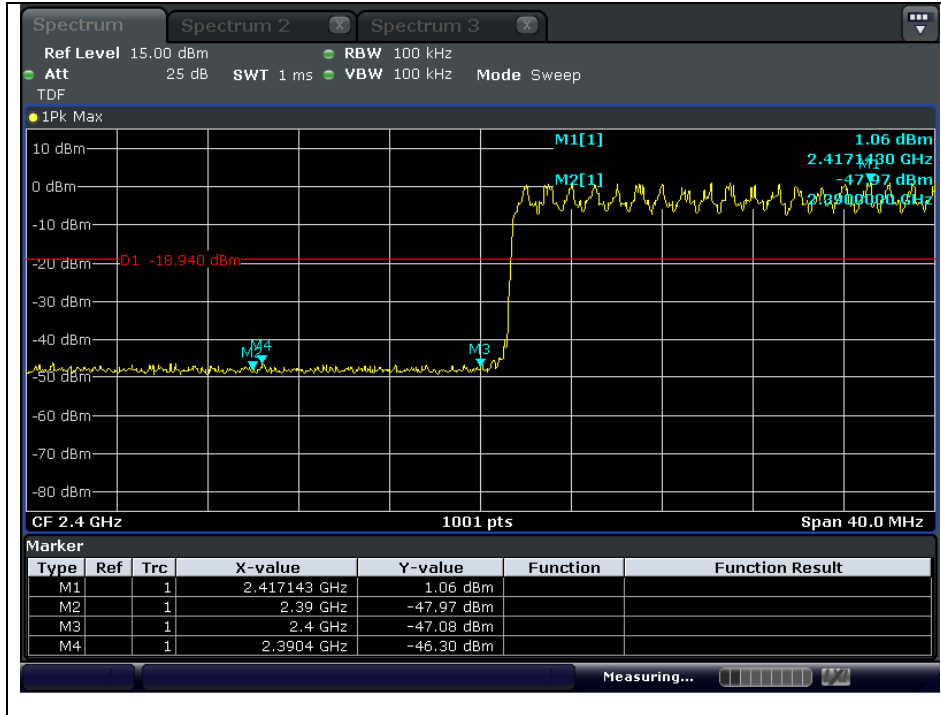 Spectrum Spectrum 2 X Spectrum 3 X
Ref Level 15.00 dBm RBW 100 kHz
Att 25 dB SWT 1 ms VBW 100 kHz Mode Sweep
TDF
1Pk Max
M1[1] 1.06 dBm
10 dBm
2.4171430 GHz
M1
M2[1] -47.97 dBm
0 dBm
2.3900000 GHz
-10 dBm
-20 dBm D1 -18.940 dBm
-30 dBm
-40 dBm
M2 M4 M3
-50 dBm
-60 dBm
-70 dBm
-80 dBm
CF 2.4 GHz 1001 pts Span 40.0 MHz
Marker
Type Ref Trc X-value Y-value Function Function Result
M1 1 2.417143 GHz 1.06 dBm
M2 1 2.39 GHz -47.97 dBm
M3 1 2.4 GHz -47.08 dBm
M4 1 2.3904 GHz -46.30 dBm
Measuring...